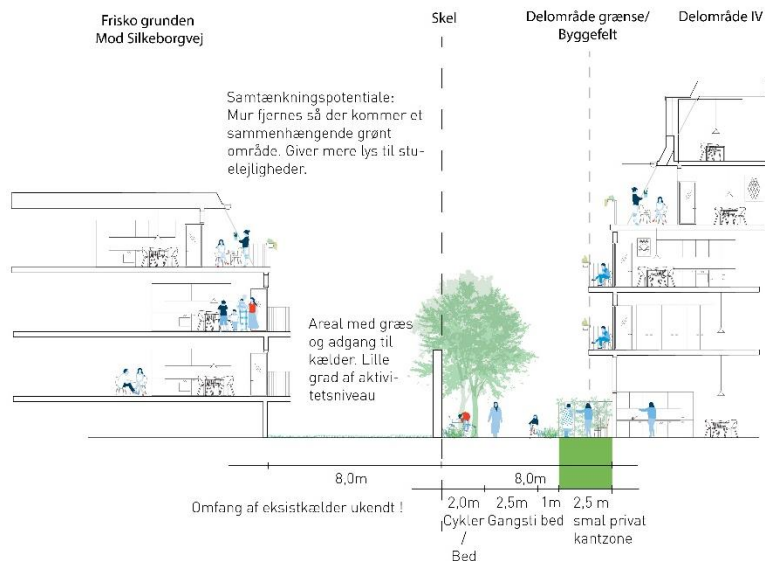 Frisko grunden
Mod Silkeborgvej
Skel
Delområde grænse/
Byggefelt
Delområde IV
Samtænkningspotentiale:
Mur fjernes så der kommer et
sammenhængende grønt
område. Giver mere lys til stu-
elejligheder.
Areal med græs
og adgang til
kælder. Lille
grad af aktivi-
tetsniveau
8,0m
8,0m
Omfang af eksistkælder ukendt !
2,0m
Cykler
/
Bed
2,5m
Gangsli
1m
bed
2,5 m
smal privat
kantzone